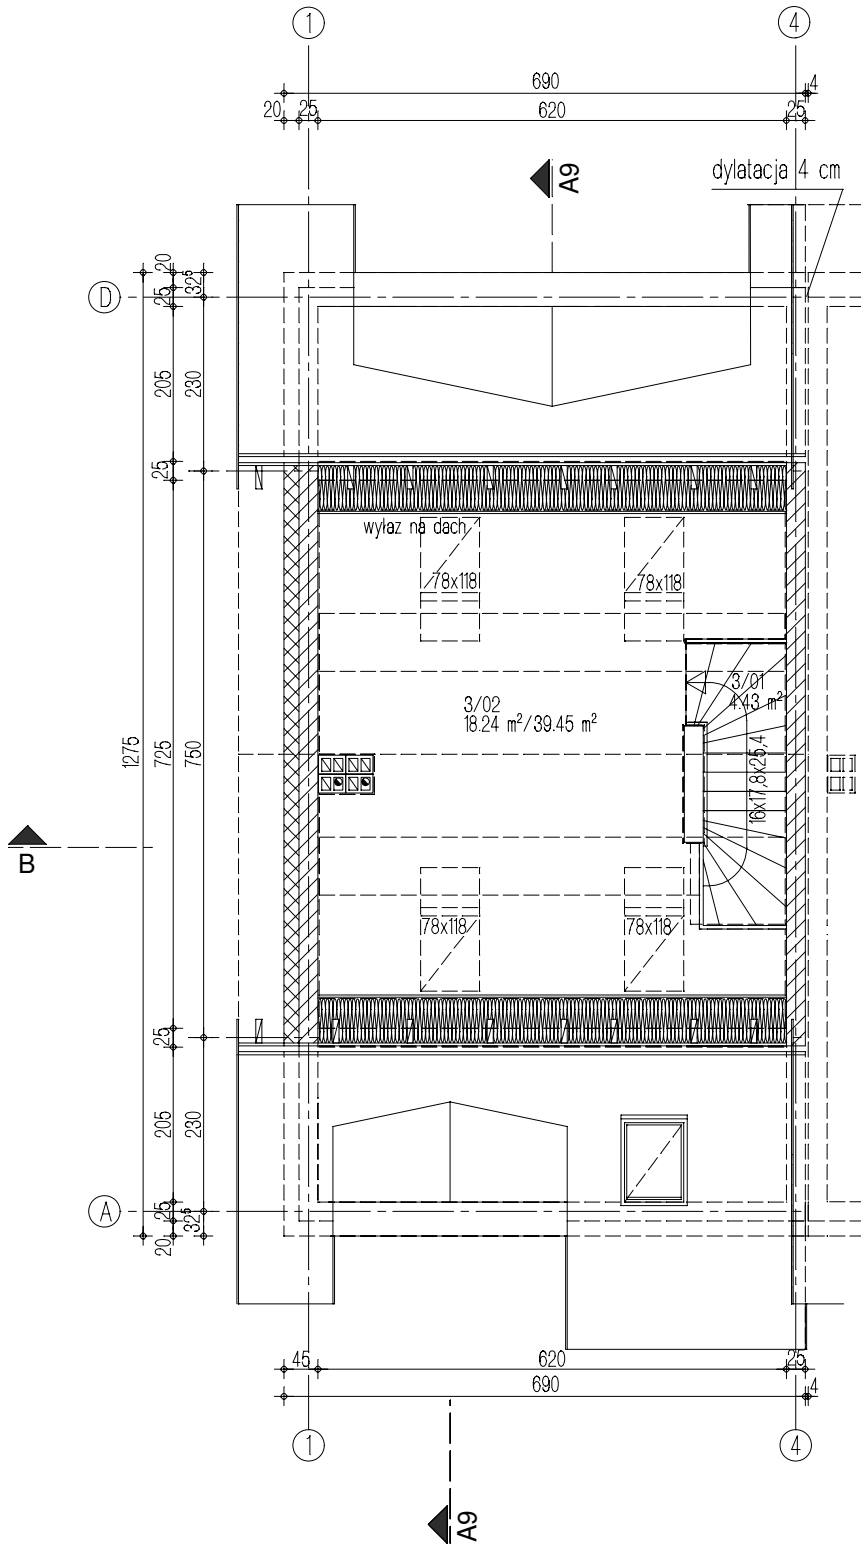 1
4
690
4
20
25
620
25
A9
dylatacja 4 cm
20
32⁵
D
25
205
230
25
wyłaz na dach
78x118
78x118
3/01
4.43 m²
3/02
18.24 m²/39.45 m²
1275
725
750
16x17,8x25,4
B
78x118
78x118
25
205
230
A
25
32⁵
20
45
620
25
690
4
1
4
A9